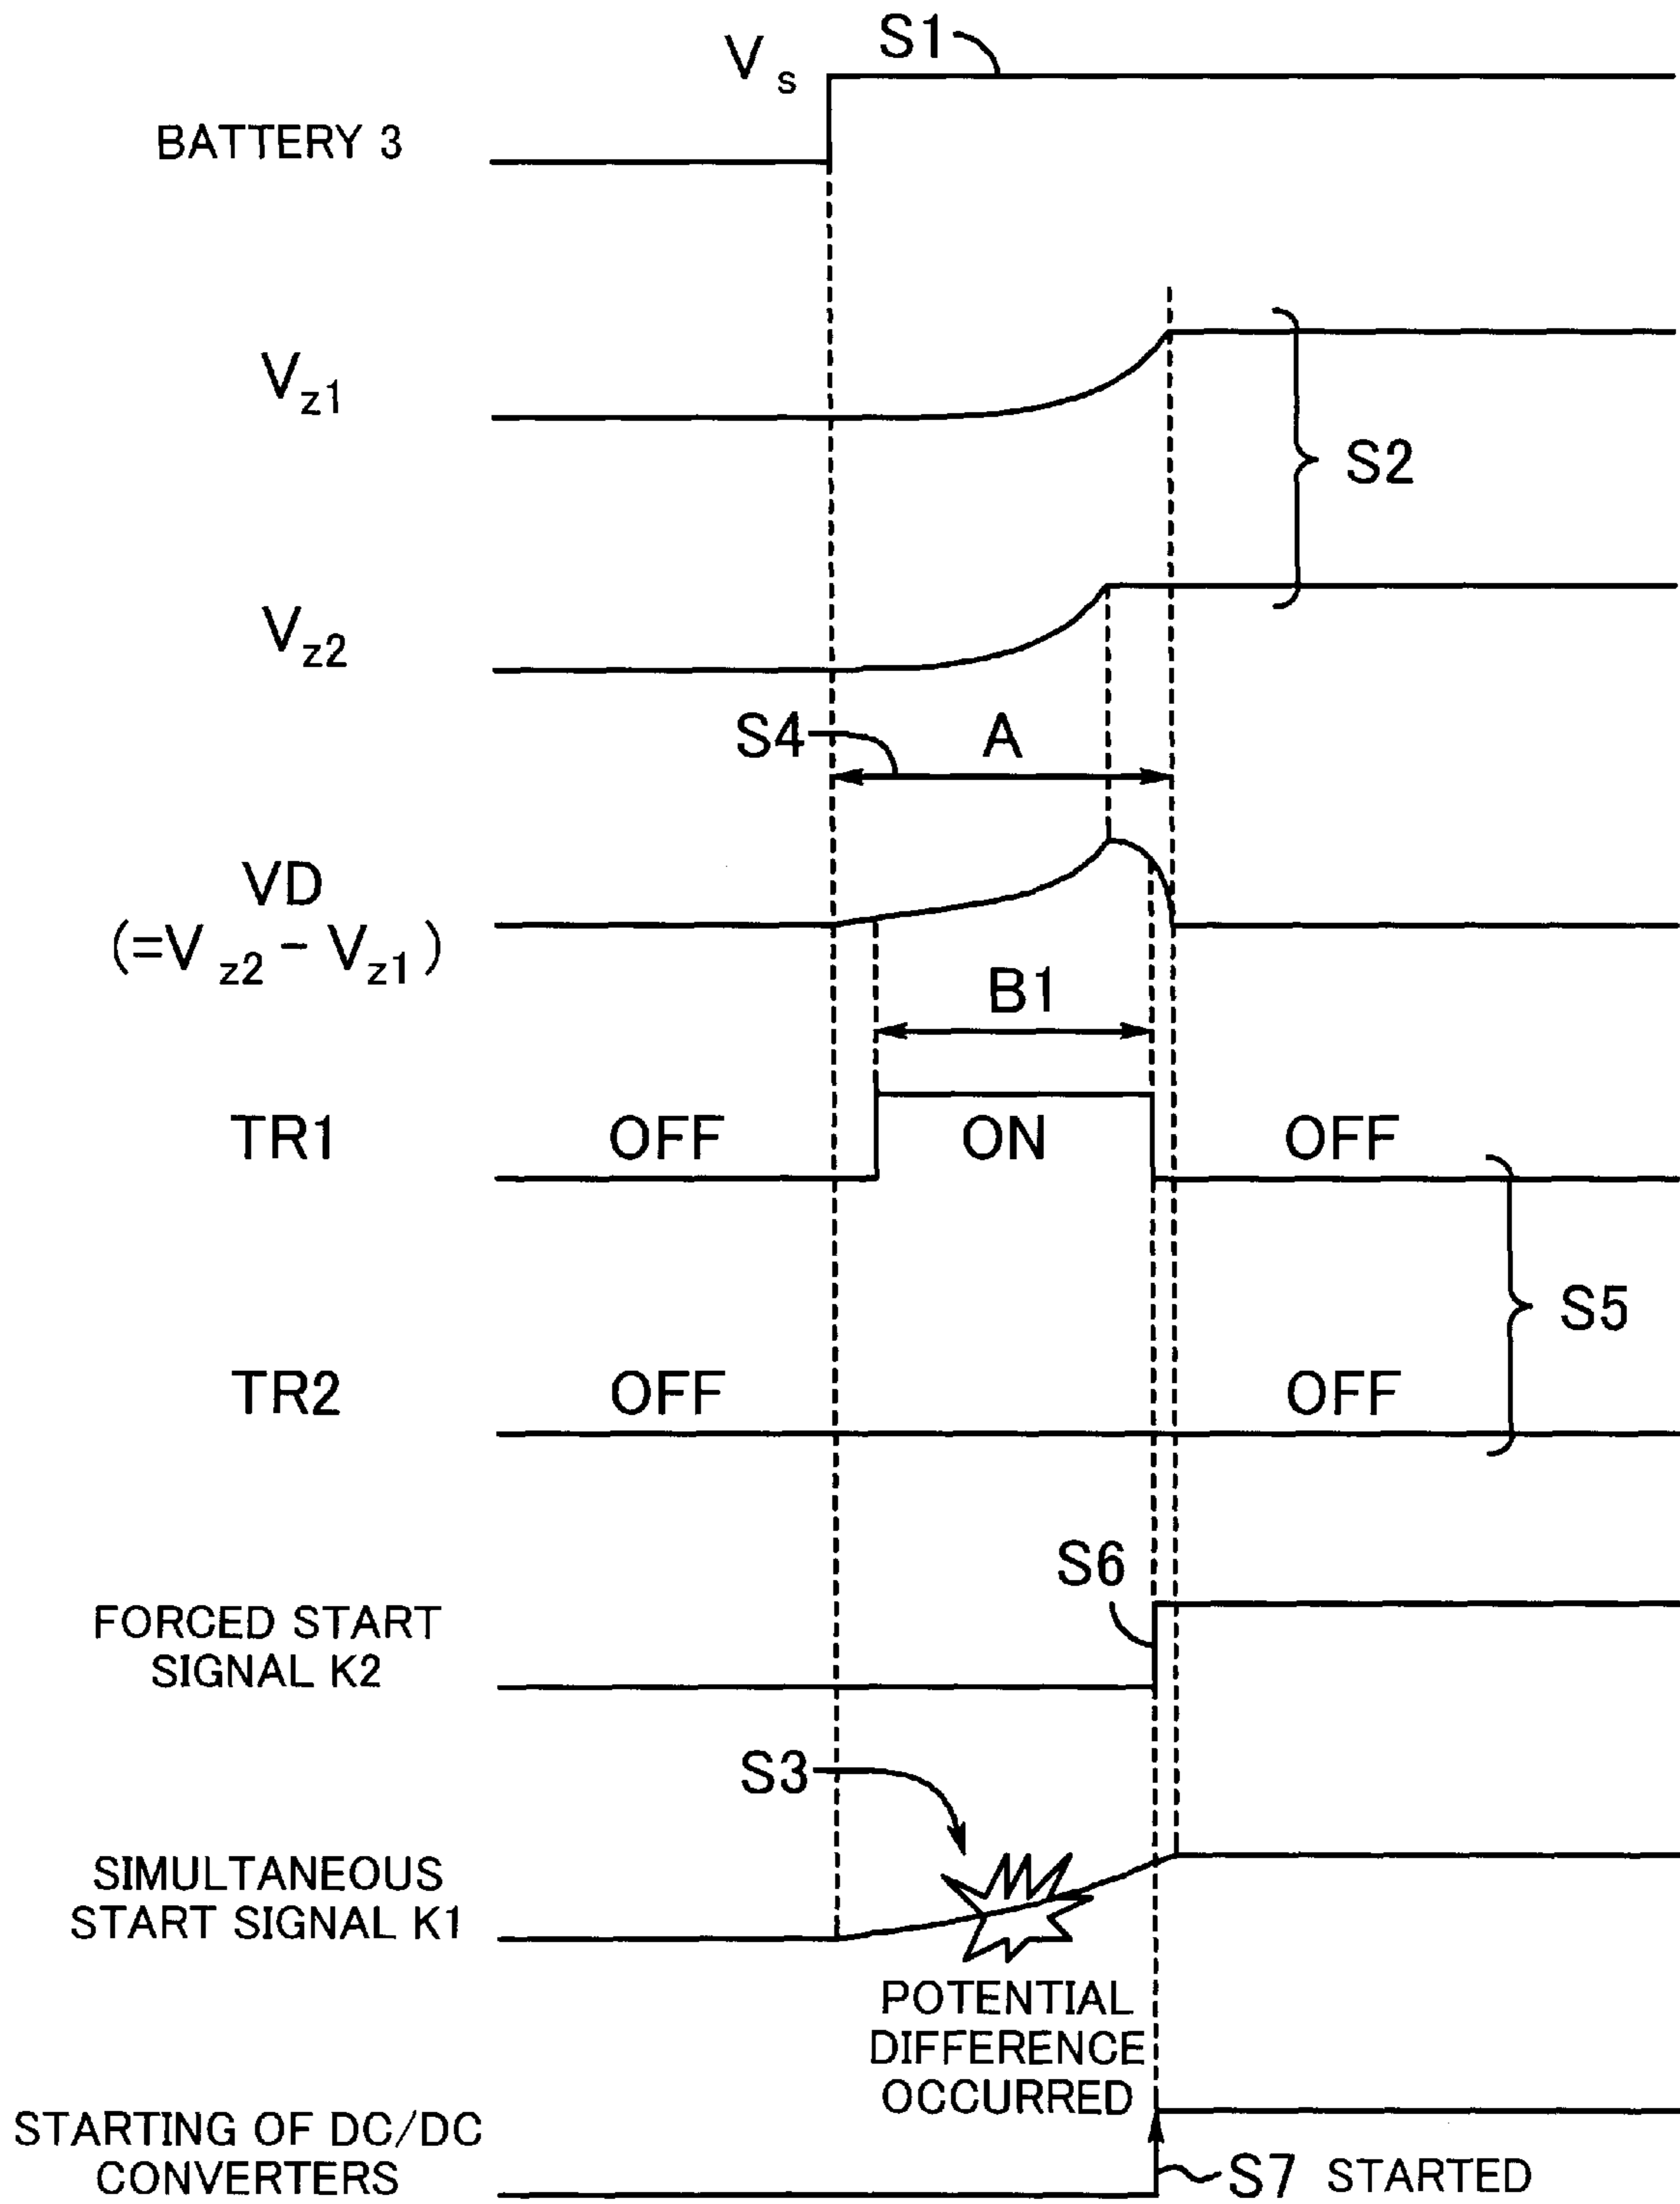 S1
V s
BATTERY 3
Vz1
S2
Vz2
S4
A
VD
(=V z2 - Vz1)
B1
TR1
OFF
ON
OFF
S5
TR2
OFF
OFF
S6
FORCED START
SIGNAL K2
S3
SIMULTANEOUS
START SIGNAL K1
POTENTIAL
DIFFERENCE
OCCURRED
STARTING OF DC/DC
CONVERTERS
S7 STARTED